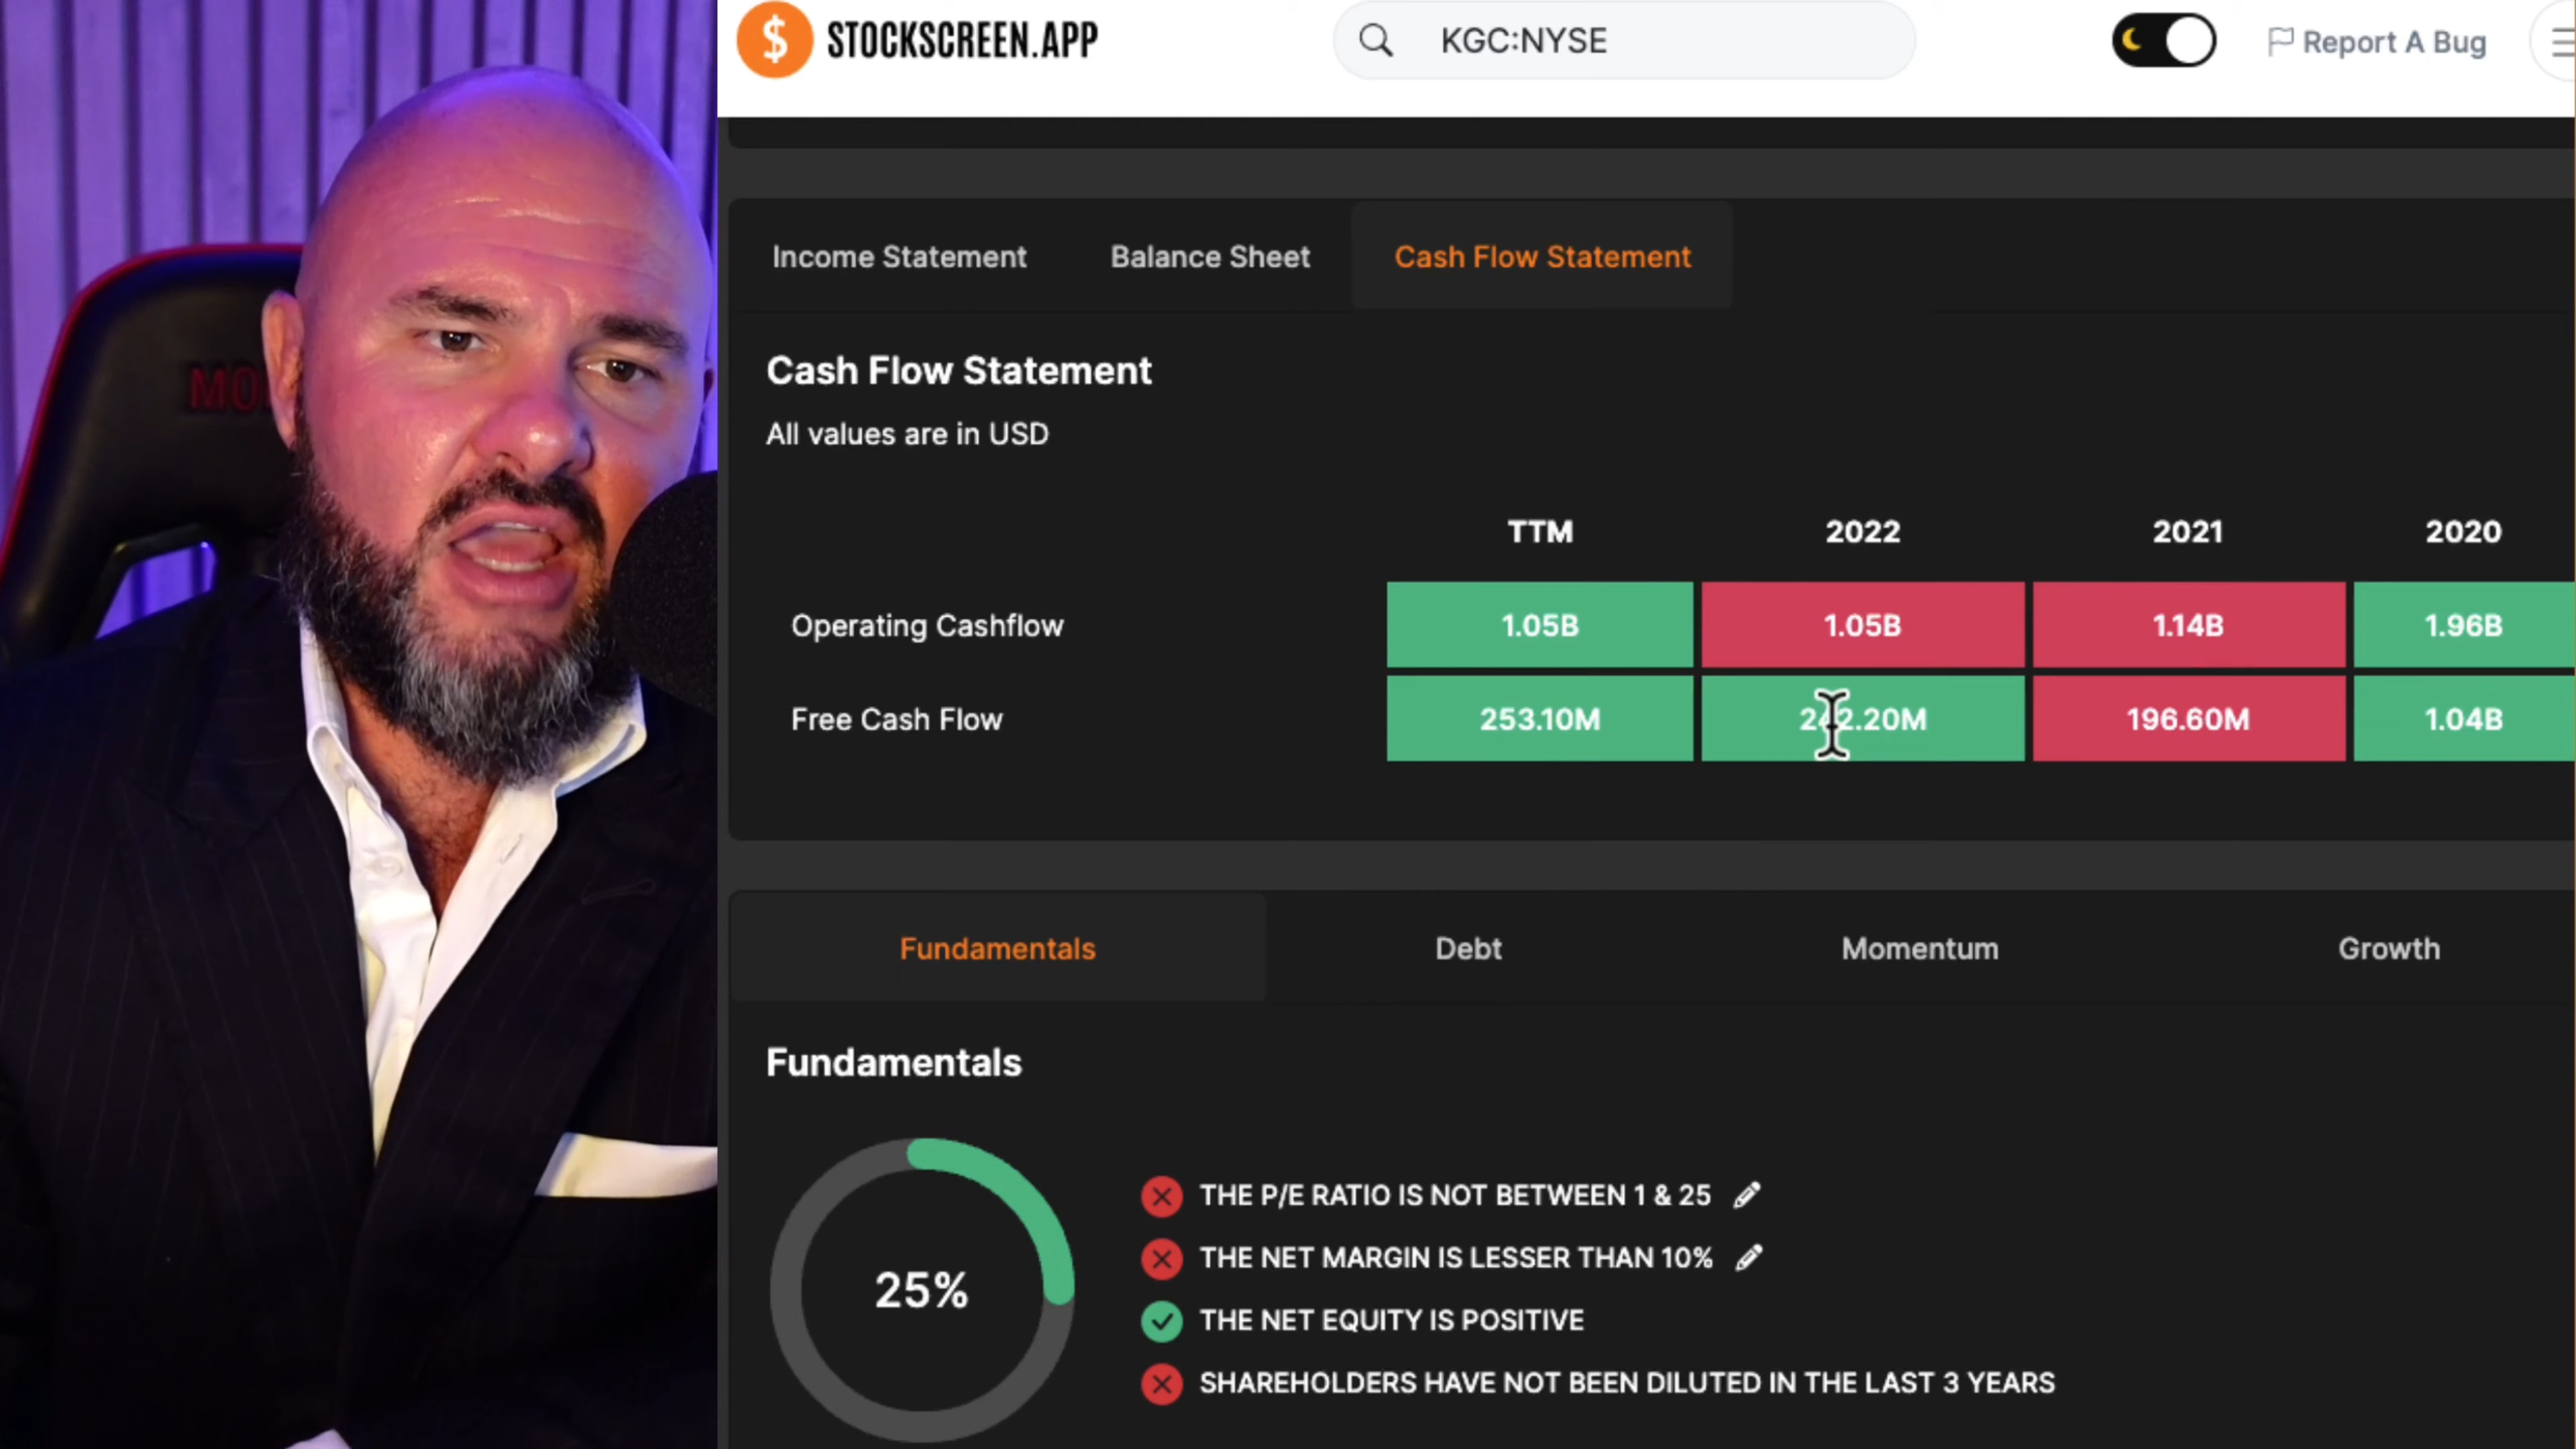 $ STOCKSCREEN.APP
KGC:NYSE
Report A Bug
Income Statement
Balance Sheet
Cash Flow Statement
Cash Flow Statement
All values are in USD
TTM 2022 2021 2020
Operating Cashflow 1.05B 1.05B 1.14B 1.96B
Free Cash Flow 253.10M 242.20M 196.60M 1.04B
Fundamentals
Debt
Momentum
Growth
Fundamentals
25%
THE P/E RATIO IS NOT BETWEEN 1 & 25
THE NET MARGIN IS LESSER THAN 10%
THE NET EQUITY IS POSITIVE
SHAREHOLDERS HAVE NOT BEEN DILUTED IN THE LAST 3 YEARS